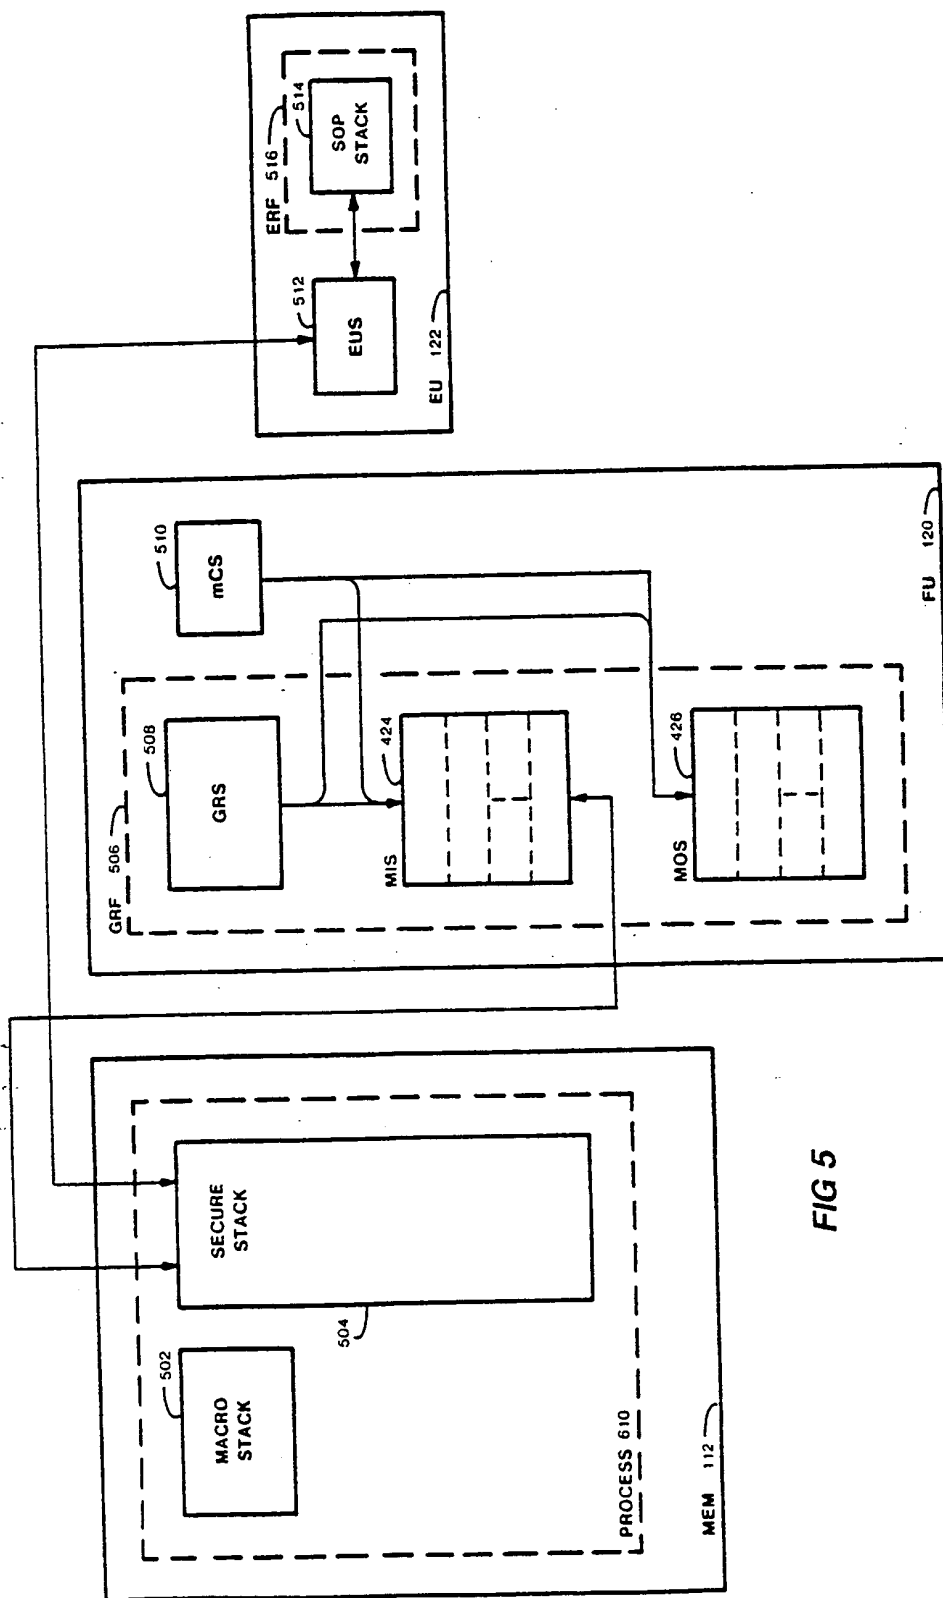 MEM 112
PROCESS 610
MACRO
STACK
502
SECURE
STACK
504
GRF 506
GRS
508
mCS
510
MIS
424
MOS
426
FU 120
EU 122
EUS
512
ERF 516
SOP
STACK
514
FIG 5